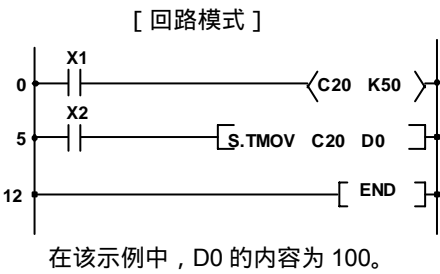 [ 回路模式 ]
X1
0 C20 K50
X2
5 S.TMOV C20 D0
12 END
在该示例中，D0 的内容为 100。